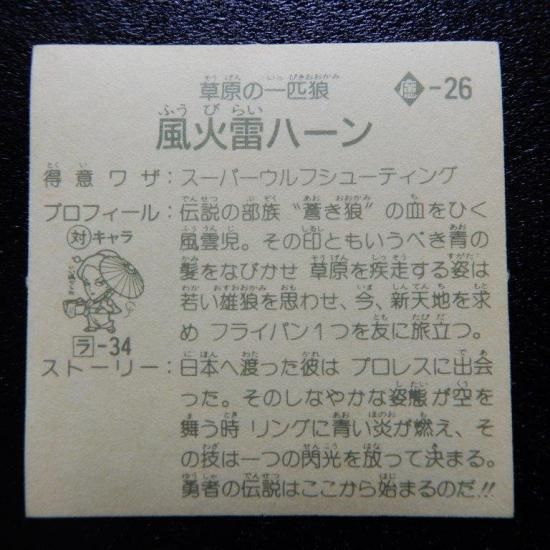 草原の一匹狼
魔-26
風火雷ハーン
得意ワザ：スーパーウルフシューティング
プロフィール：伝説の部族〝蒼き狼〟の血をひく
風雲児。その印ともいうべき青の
髪をなびかせ 草原を疾走する姿は
若い雄狼を思わせ、今、新天地を求
め フライパン1つを友に旅立つ。
対キャラ
ラ-34
ストーリー：日本へ渡った彼は プロレスに出会
った。そのしなやかな姿態が空を
舞う時 リングに青い炎が燃え、そ
の技は一つの閃光を放って決まる。
勇者の伝説はここから始まるのだ!!